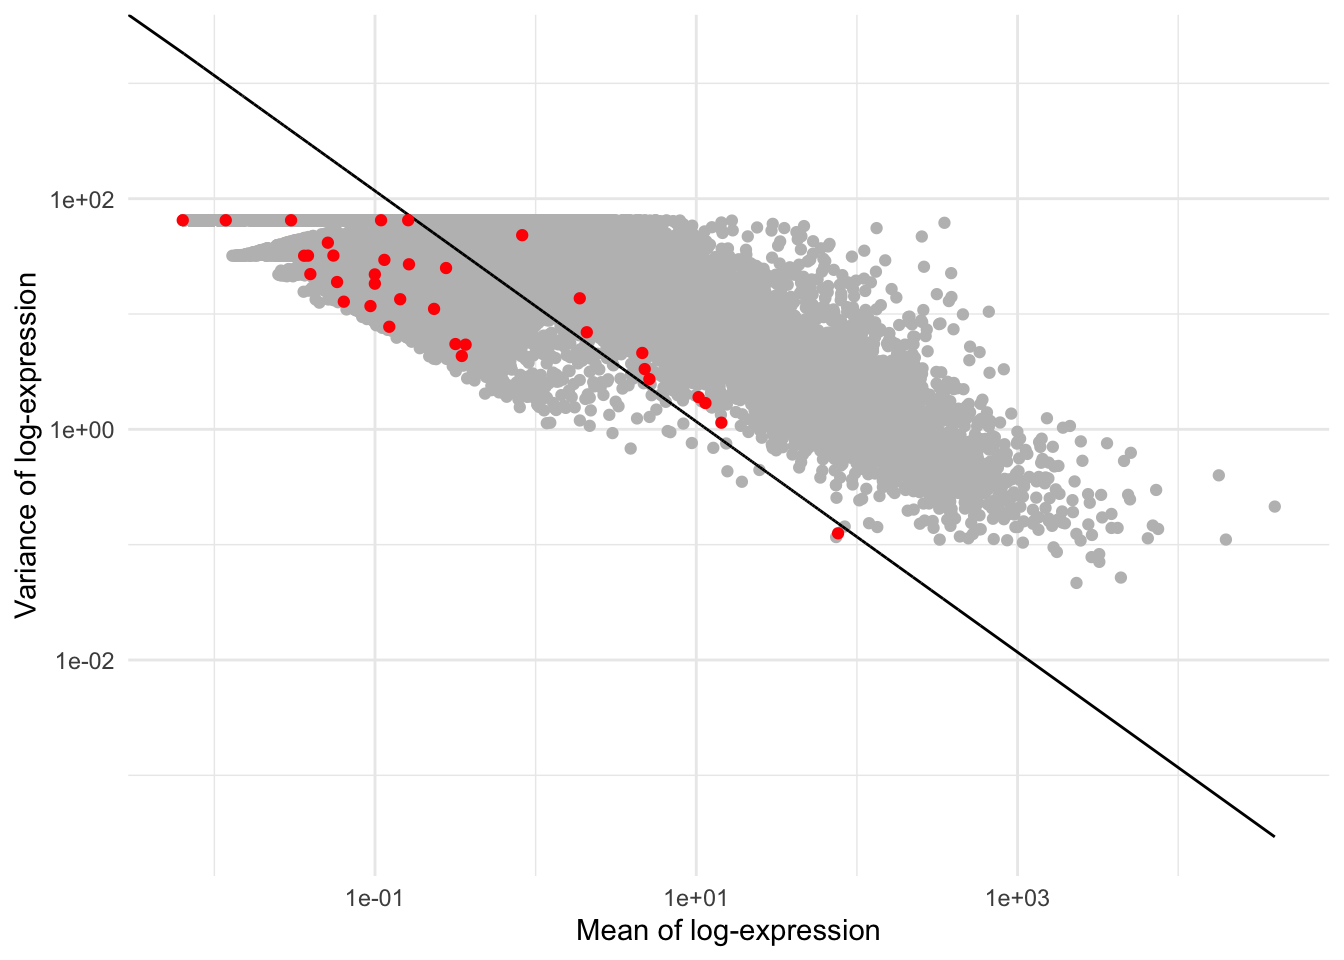 Variance of log-expression
1e+02
1e+00
1e-02
1e-01
1e+01
1e+03
Mean of log-expression